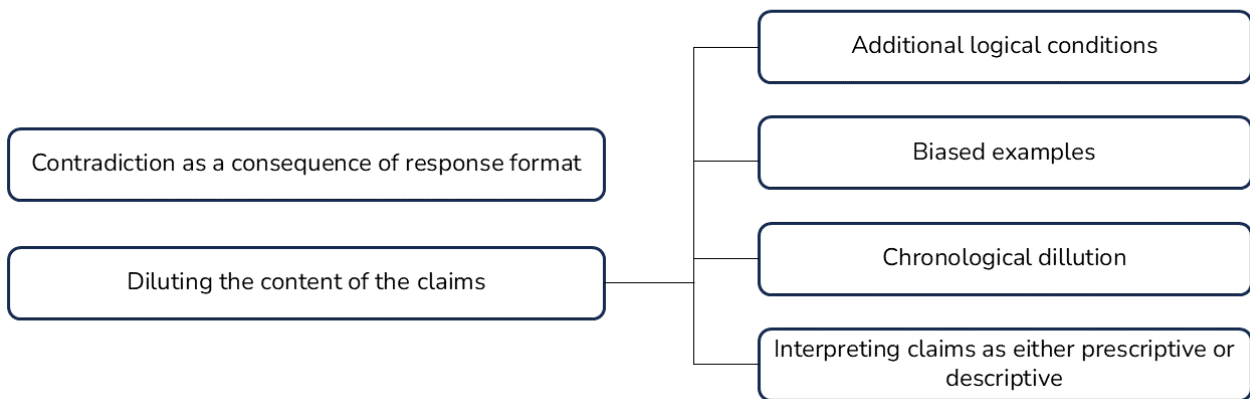 Contradiction as a consequence of response format
Diluting the content of the claims
Additional logical conditions
Biased examples
Chronological dillution
Interpreting claims as either prescriptive or
descriptive